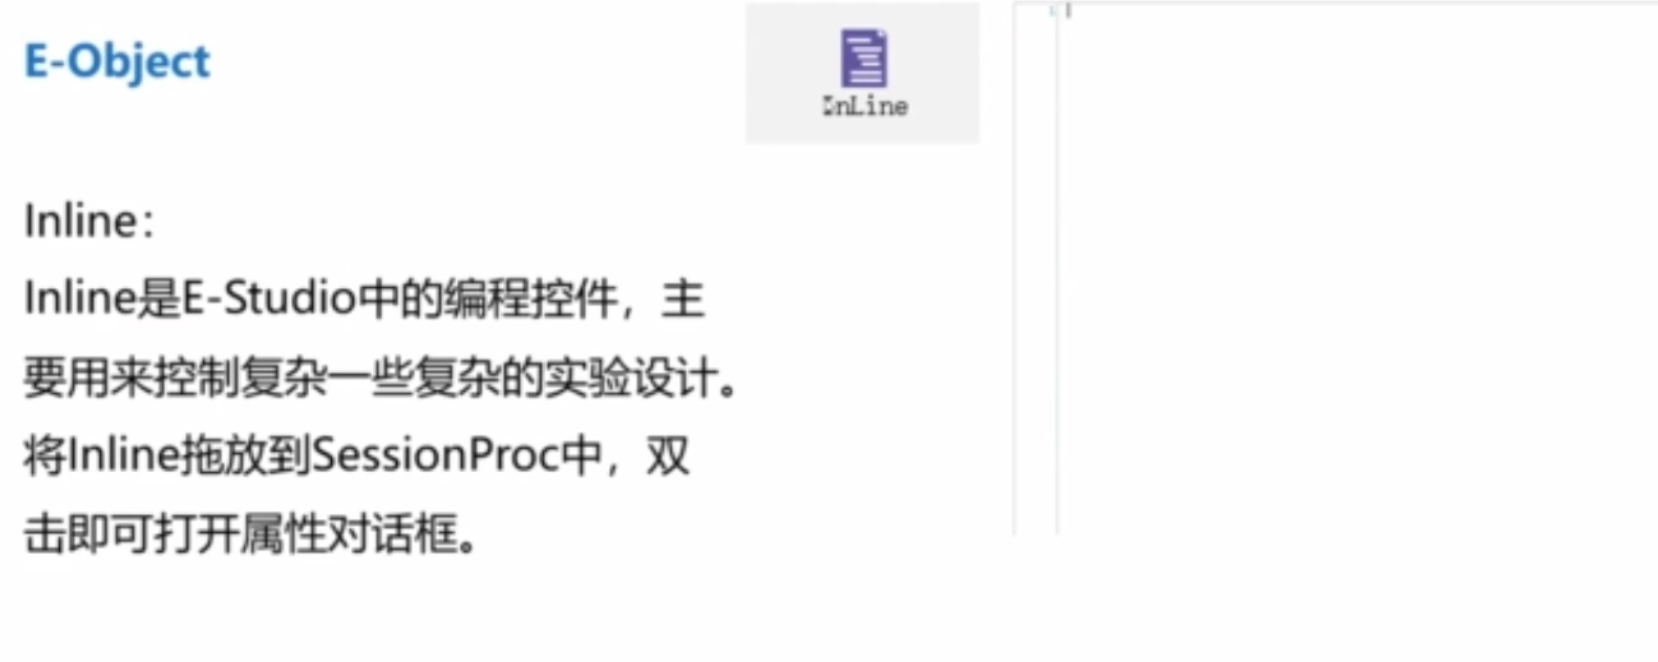 E-Object
InLine
Inline：
Inline是E-Studio中的编程控件，主
要用来控制复杂一些复杂的实验设计。
将Inline拖放到SessionProc中，双
击即可打开属性对话框。